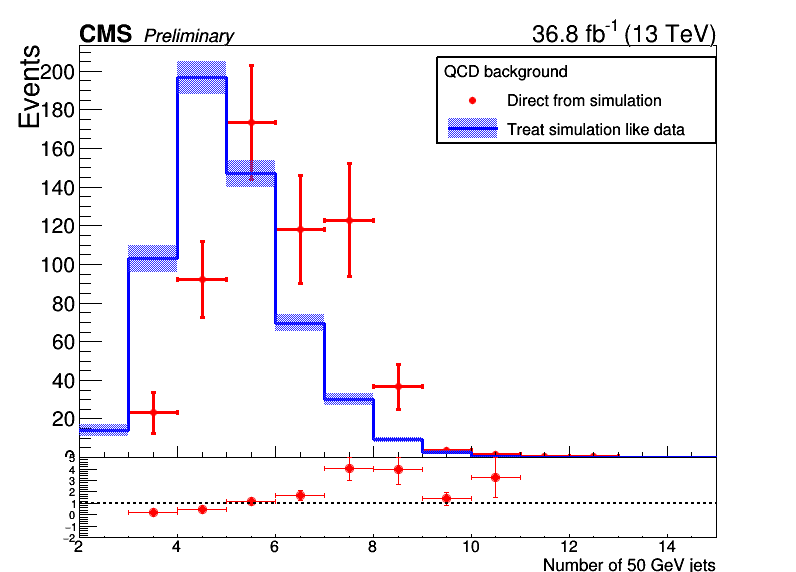 CMS Preliminary 36.8 fb⁻¹ (13 TeV)
Events
QCD background
Direct from simulation
Treat simulation like data
200
180
160
140
120
100
80
60
40
20
5
4
3
2
1
0
−1
−2
2 4 6 8 10 12 14
Number of 50 GeV jets